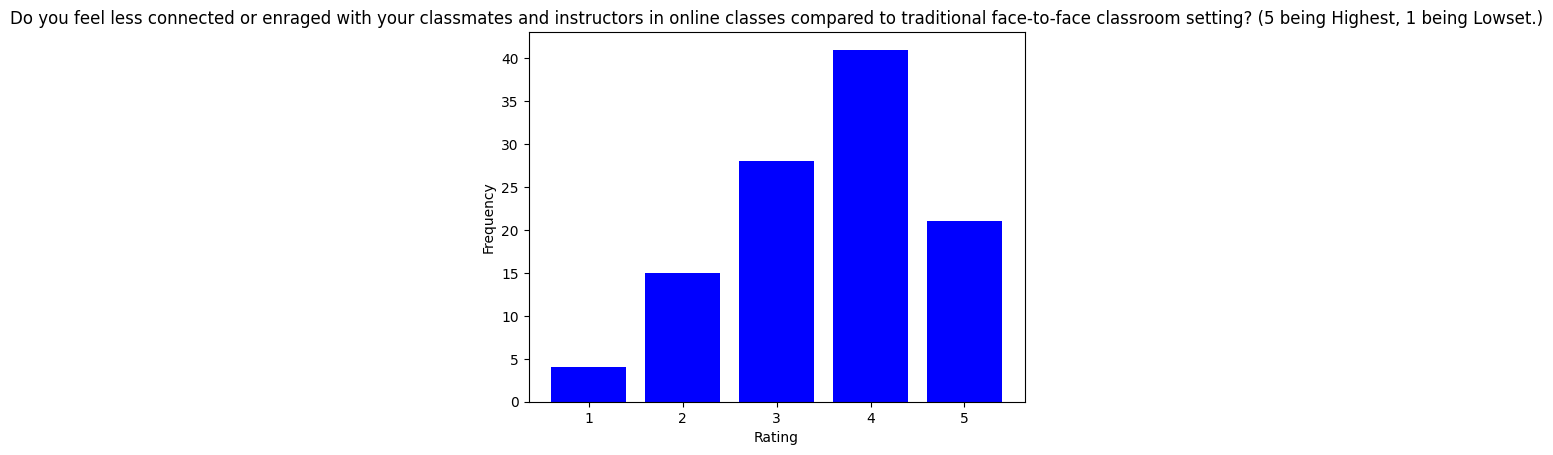 Do you feel less connected or enraged with your classmates and instructors in online classes compared to traditional face-to-face classroom setting? (5 being Highest, 1 being Lowset.)
40
35
30
25
20
15
10
5
0
Frequency
1 2 3 4 5
Rating